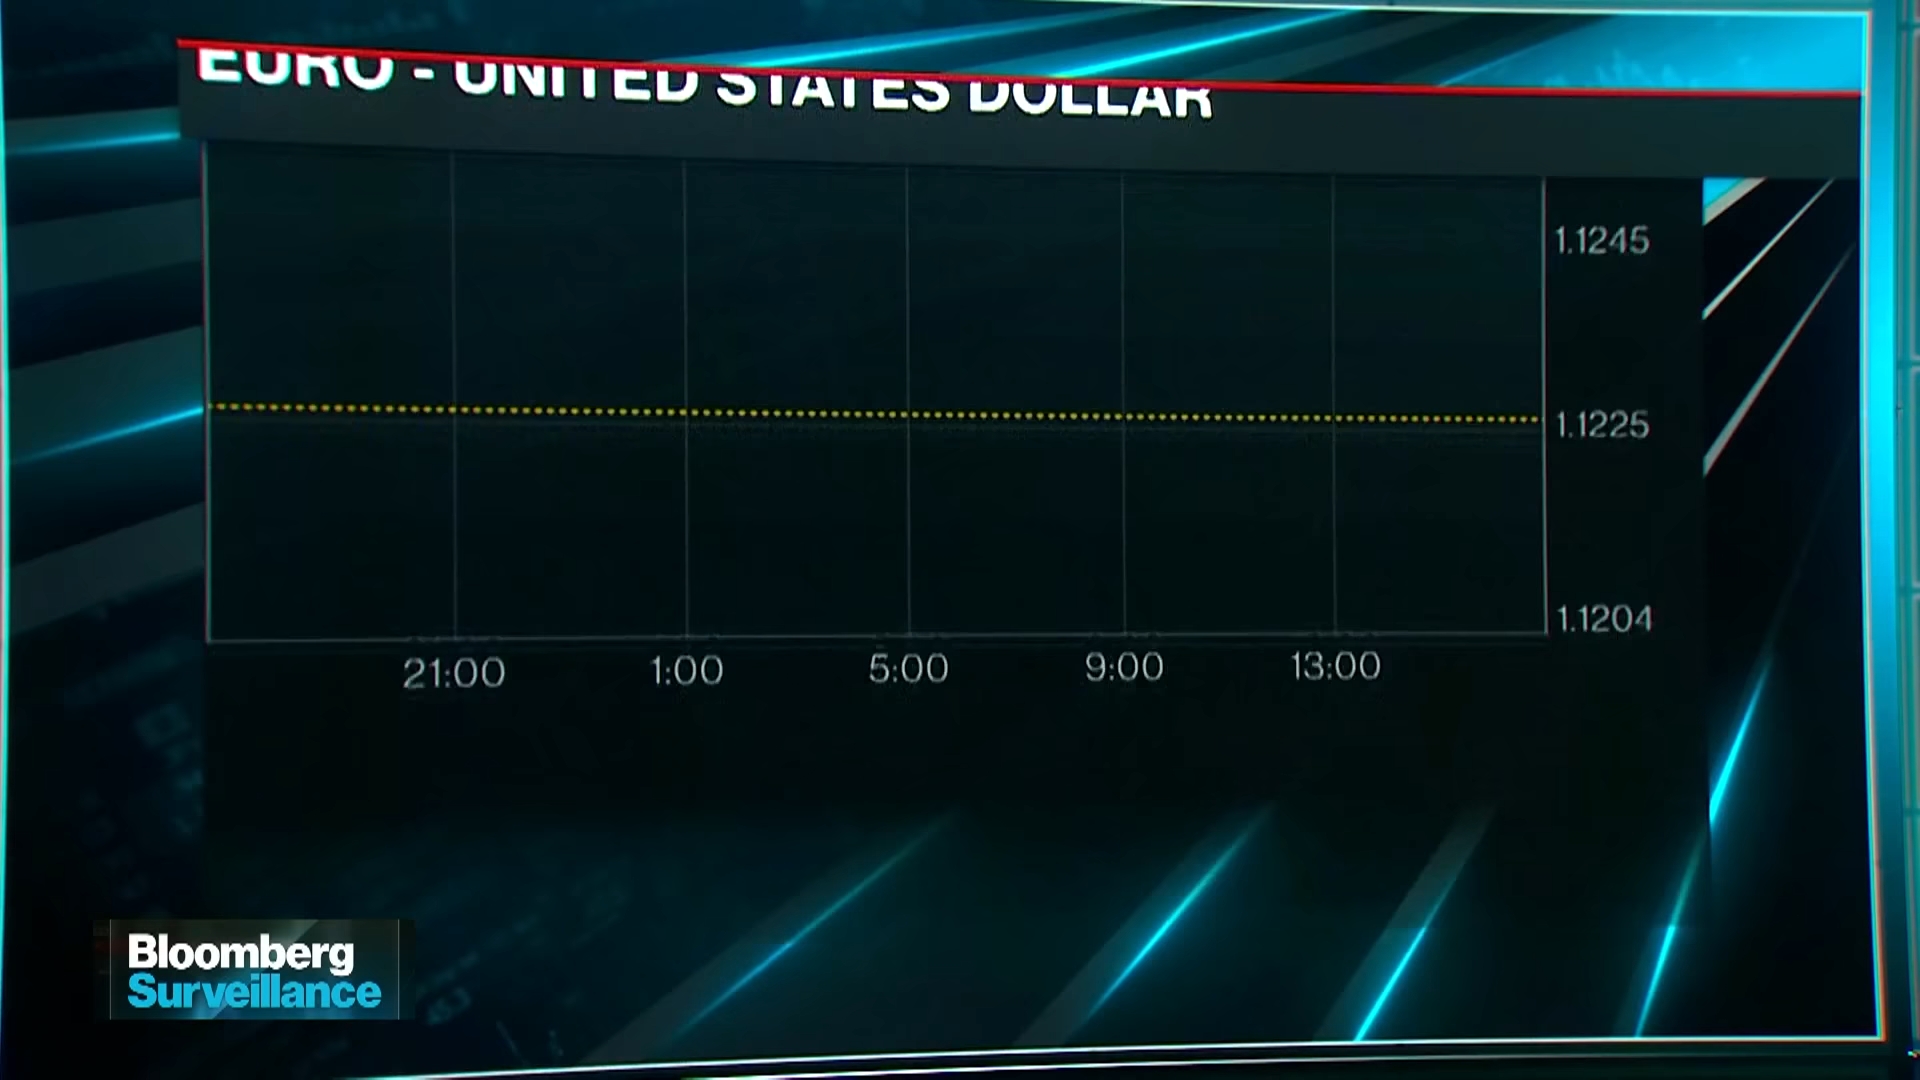 EURO - UNITED STATES DOLLAR
1.1245
1.1225
1.1204
21:00 1:00 5:00 9:00 13:00
Bloomberg
Surveillance